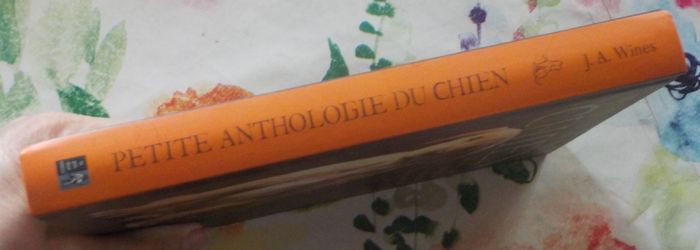 PETITE ANTHOLOGIE DU CHIEN
J. A. Wines